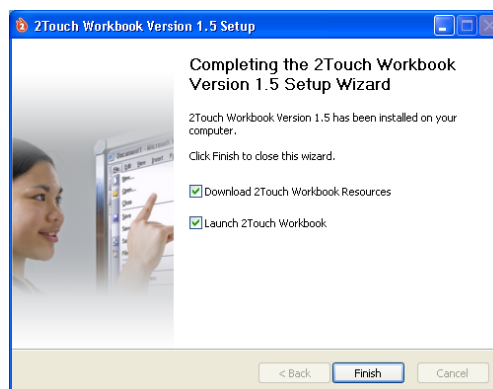 2Touch Workbook Version 1.5 Setup
Completing the 2Touch Workbook
Version 1.5 Setup Wizard
2Touch Workbook Version 1.5 has been installed on your
computer.
Click Finish to close this wizard.
Download 2Touch Workbook Resources
Launch 2Touch Workbook
< Back
Finish
Cancel